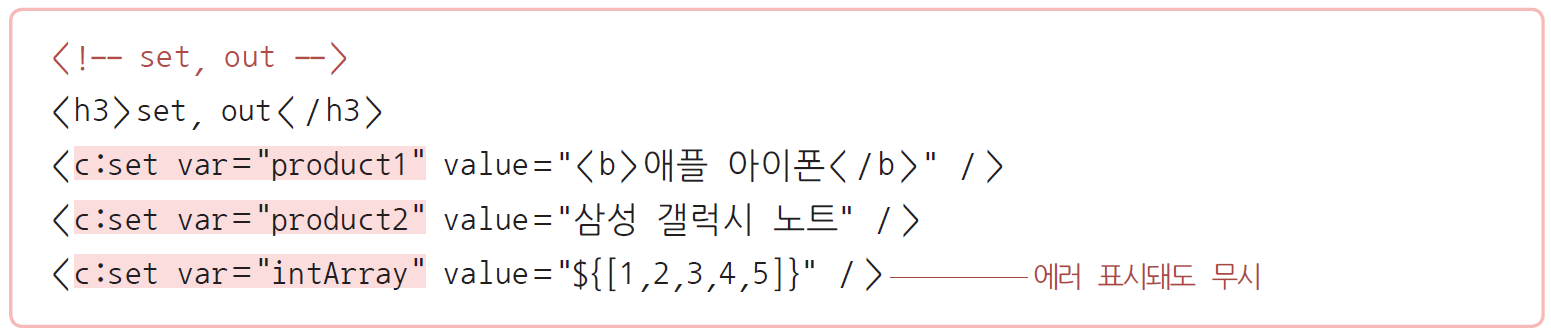 <!-- set, out -->
<h3>set, out</h3>
<c:set var="product1" value="<b>애플 아이폰</b>" />
<c:set var="product2" value="삼성 갤럭시 노트" />
<c:set var="intArray" value="${[1,2,3,4,5]}" /> 에러 표시돼도 무시